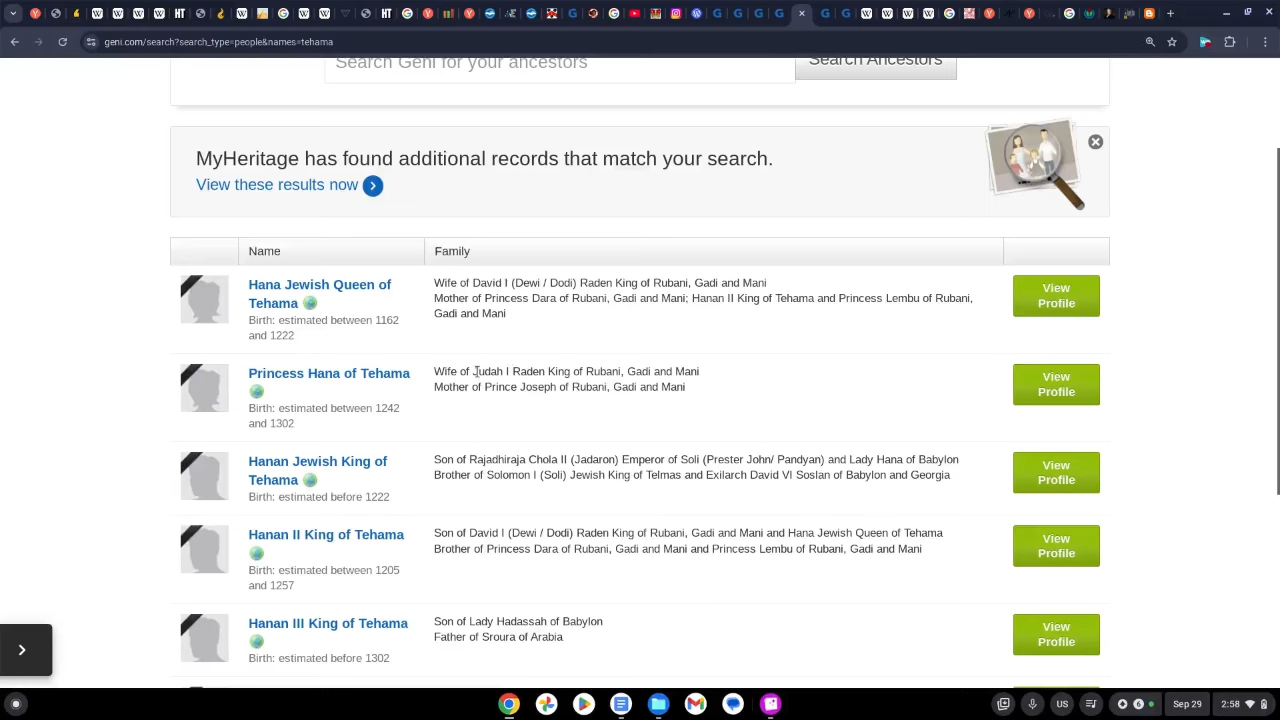 geni.com/search?search_type=people&names=tehama
Search Geni for your ancestors
Search Ancestors
MyHeritage has found additional records that match your search.
View these results now
Name
Family
Hana Jewish Queen of
Tehama
Birth: estimated between 1162
and 1222
Wife of David I (Dewi / Dodi) Raden King of Rubani, Gadi and Mani
Mother of Princess Dara of Rubani, Gadi and Mani; Hanan II King of Tehama and Princess Lembu of Rubani,
Gadi and Mani
View
Profile
Princess Hana of Tehama
Birth: estimated between 1242
and 1302
Wife of Judah I Raden King of Rubani, Gadi and Mani
Mother of Prince Joseph of Rubani, Gadi and Mani
View
Profile
Hanan Jewish King of
Tehama
Birth: estimated before 1222
Son of Rajadhiraja Chola II (Jadaron) Emperor of Soli (Prester John/ Pandyan) and Lady Hana of Babylon
Brother of Solomon I (Soli) Jewish King of Telmas and Exilarch David VI Soslan of Babylon and Georgia
View
Profile
Hanan II King of Tehama
Birth: estimated between 1205
and 1257
Son of David I (Dewi / Dodi) Raden King of Rubani, Gadi and Mani and Hana Jewish Queen of Tehama
Brother of Princess Dara of Rubani, Gadi and Mani and Princess Lembu of Rubani, Gadi and Mani
View
Profile
Hanan III King of Tehama
Birth: estimated before 1302
Son of Lady Hadassah of Babylon
Father of Sroura of Arabia
View
Profile
US
6
Sep 29
2:58